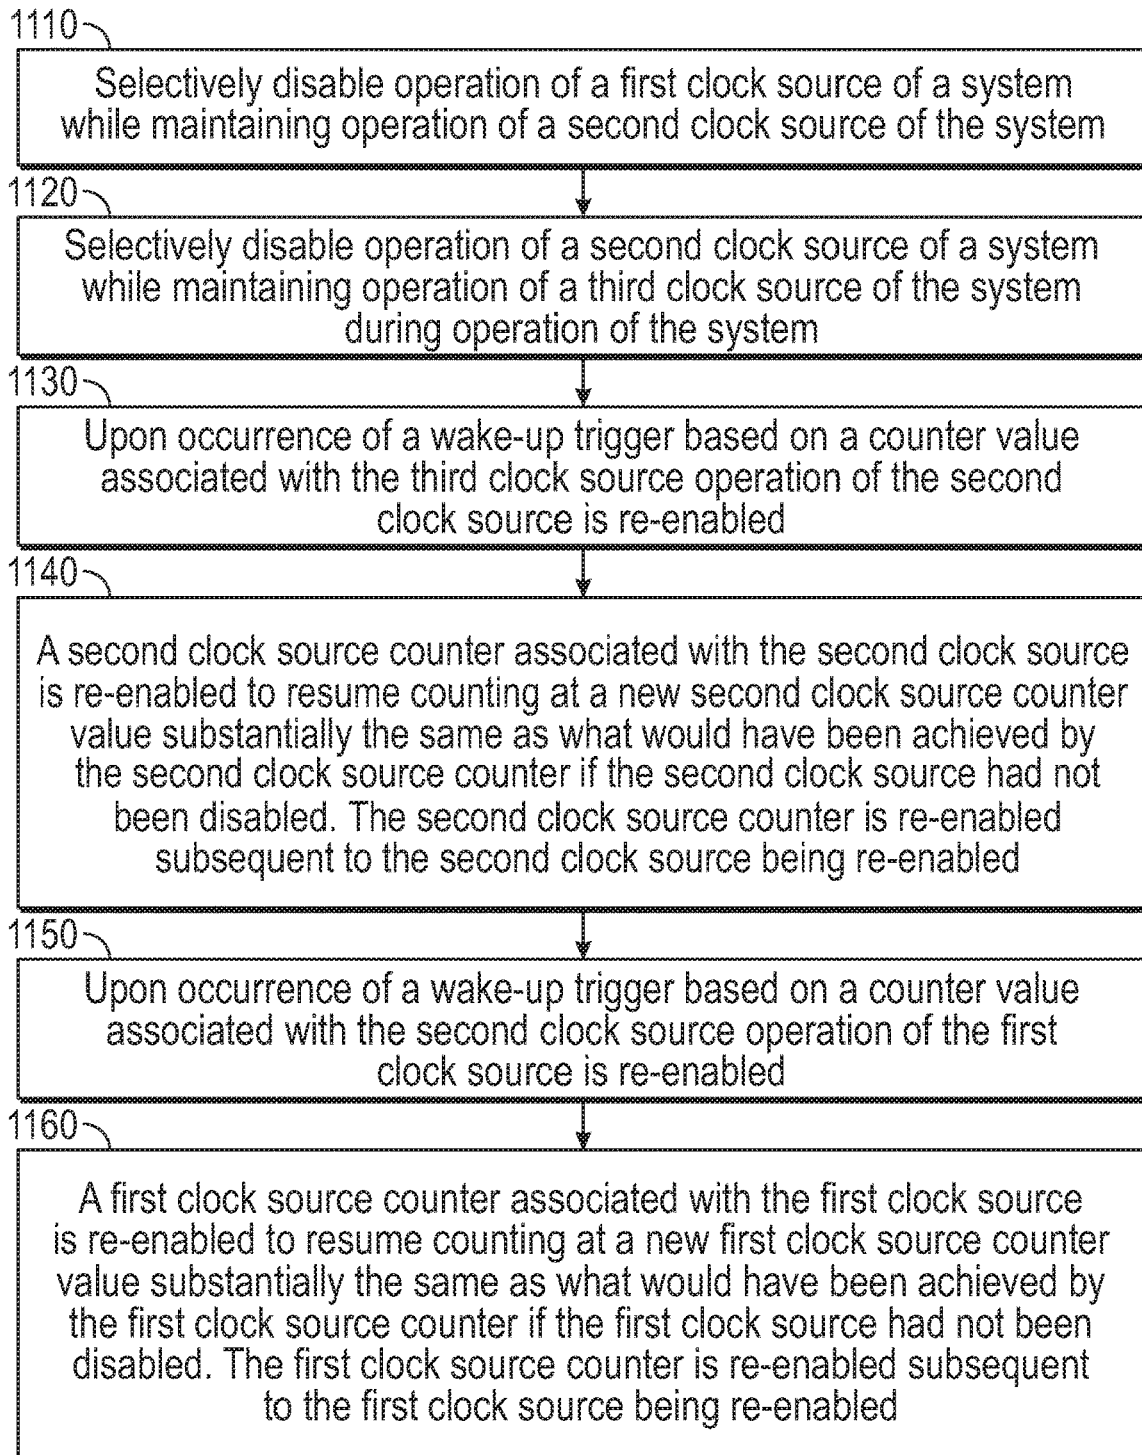 1110
Selectively disable operation of a first clock source of a system
while maintaining operation of a second clock source of the system
1120
Selectively disable operation of a second clock source of a system
while maintaining operation of a third clock source of the system
during operation of the system
1130
Upon occurrence of a wake-up trigger based on a counter value
associated with the third clock source operation of the second
clock source is re-enabled
1140
A second clock source counter associated with the second clock source
is re-enabled to resume counting at a new second clock source counter
value substantially the same as what would have been achieved by
the second clock source counter if the second clock source had not
been disabled. The second clock source counter is re-enabled
subsequent to the second clock source being re-enabled
1150
Upon occurrence of a wake-up trigger based on a counter value
associated with the second clock source operation of the first
clock source is re-enabled
1160
A first clock source counter associated with the first clock source
is re-enabled to resume counting at a new first clock source counter
value substantially the same as what would have been achieved by
the first clock source counter if the first clock source had not been
disabled. The first clock source counter is re-enabled subsequent
to the first clock source being re-enabled